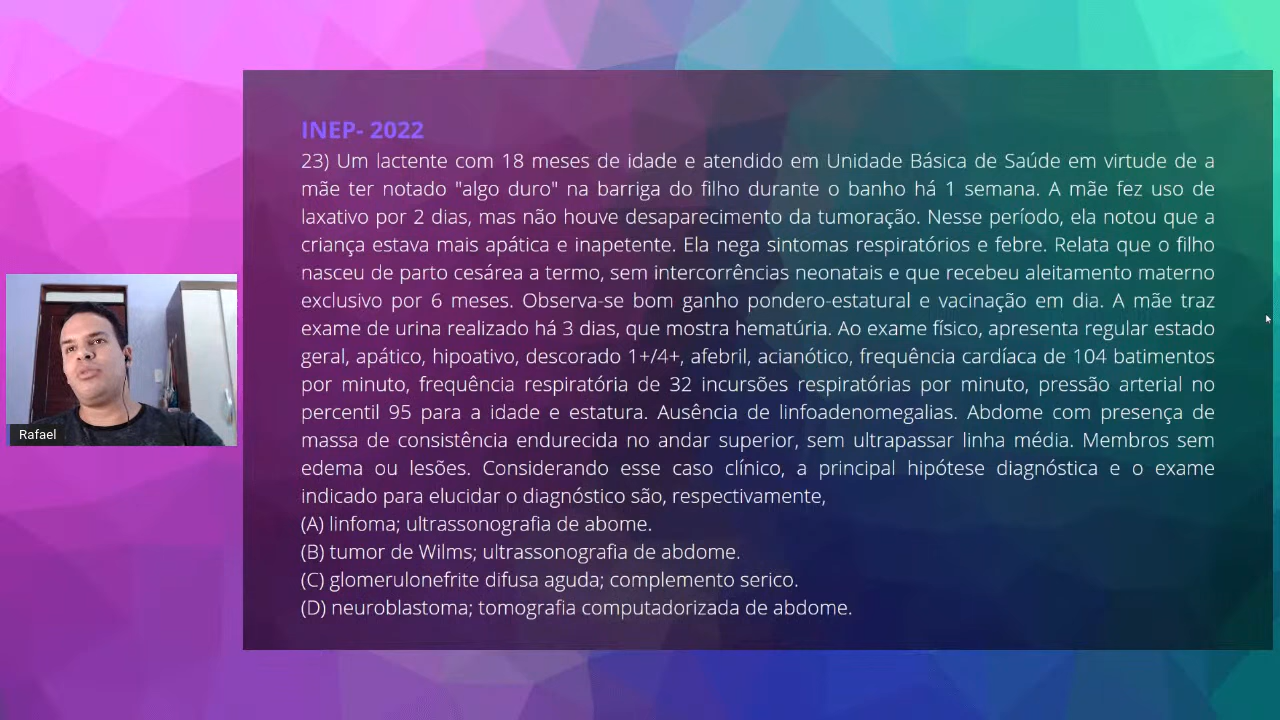 INEP- 2022
23) Um lactente com 18 meses de idade e atendido em Unidade Básica de Saúde em virtude de a
mãe ter notado "algo duro" na barriga do filho durante o banho há 1 semana. A mãe fez uso de
laxativo por 2 dias, mas não houve desaparecimento da tumoração. Nesse período, ela notou que a
criança estava mais apática e inapetente. Ela nega sintomas respiratórios e febre. Relata que o filho
nasceu de parto cesárea a termo, sem intercorrências neonatais e que recebeu aleitamento materno
exclusivo por 6 meses. Observa-se bom ganho pondero-estatural e vacinação em dia. A mãe traz
exame de urina realizado há 3 dias, que mostra hematúria. Ao exame físico, apresenta regular estado
geral, apático, hipoativo, descorado 1+/4+, afebril, acianótico, frequência cardíaca de 104 batimentos
por minuto, frequência respiratória de 32 incursões respiratórias por minuto, pressão arterial no
percentil 95 para a idade e estatura. Ausência de linfoadenomegalias. Abdome com presença de
massa de consistência endurecida no andar superior, sem ultrapassar linha média. Membros sem
edema ou lesões. Considerando esse caso clínico, a principal hipótese diagnóstica e o exame
indicado para elucidar o diagnóstico são, respectivamente,
(A) linfoma; ultrassonografia de abome.
(B) tumor de Wilms; ultrassonografia de abdome.
(C) glomerulonefrite difusa aguda; complemento serico.
(D) neuroblastoma; tomografia computadorizada de abdome.
Rafael